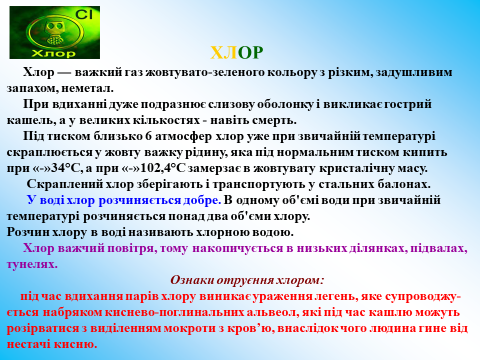 Cl
Хлор
ХЛОР
Хлор — важкий газ жовтувато-зеленого кольору з різким, задушливим
запахом, неметал.
При вдиханні дуже подразнює слизову оболонку і викликає гострий
кашель, а у великих кількостях - навіть смерть.
Під тиском близько 6 атмосфер хлор уже при звичайній температурі
скраплюється у жовту важку рідину, яка під нормальним тиском кипить
при «-»34°С, а при «-»102,4°С замерзає в жовтувату кристалічну масу.
Скраплений хлор зберігають і транспортують у стальних балонах.
У воді хлор розчиняється добре. В одному об'ємі води при звичайній
температурі розчиняється понад два об'єми хлору.
Розчин хлору в воді називають хлорною водою.
Хлор важчий повітря, тому накопичується в низьких ділянках, підвалах,
тунелях.
Ознаки отруєння хлором:
під час вдихання парів хлору виникає ураження легень, яке супроводжу-
ється набряком киснево-поглинальних альвеол, які під час кашлю можуть
розірватися з виділенням мокроти з кров’ю, внаслідок чого людина гине від
нестачі кисню.